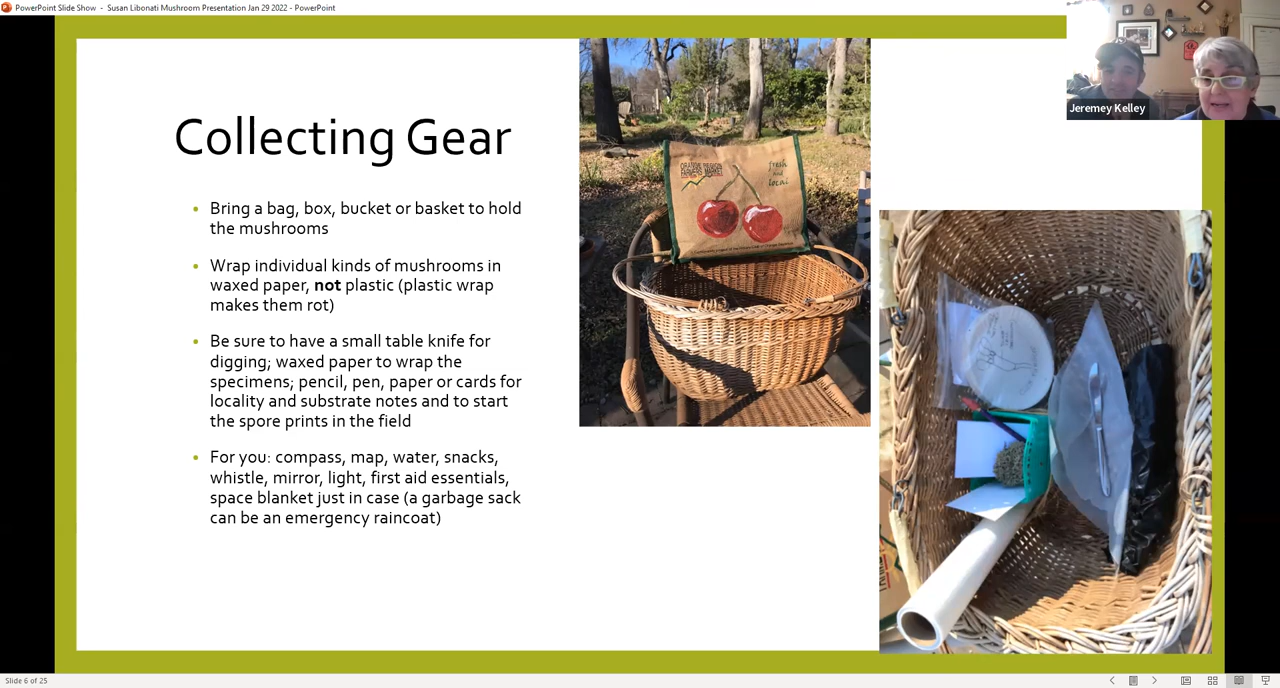 PowerPoint Slide Show - Susan Libonati Mushroom Presentation Jan 29 2022 - PowerPoint
Jeremey Kelley
Collecting Gear
• Bring a bag, box, bucket or basket to hold
the mushrooms
• Wrap individual kinds of mushrooms in
waxed paper, not plastic (plastic wrap
makes them rot)
• Be sure to have a small table knife for
digging; waxed paper to wrap the
specimens; pencil, pen, paper or cards for
locality and substrate notes and to start
the spore prints in the field
• For you: compass, map, water, snacks,
whistle, mirror, light, first aid essentials,
space blanket just in case (a garbage sack
can be an emergency raincoat)
fresh
and
local
FARMERS MARKET
Slide 6 of 25